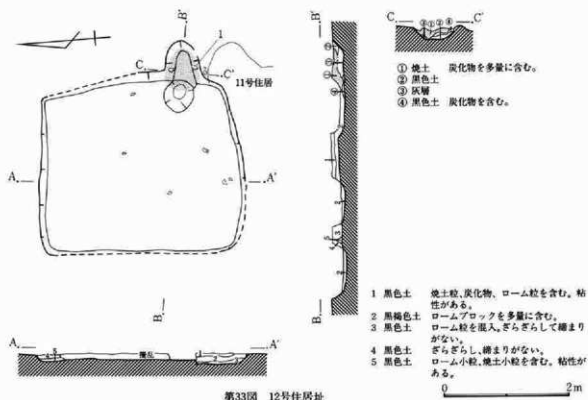 B'
C
1
C'
11号住居
A
A'
B
B'
B
C
C'
③①②④
① 焼土 炭化物を多量に含む。
② 黒色土
③ 灰層
④ 黒色土 炭化物を含む。
1 黒色土 焼土粒、炭化物、ローム粒を含む。粘
性がある。
2 黒褐色土 ロームブロックを多量に含む。
3 黒色土 ローム粒を混入。ざらざらして締まり
がない。
4 黒色土 ざらざらし、締まりがない。
5 黒色土 ローム小粒、焼土小粒を含む。粘性が
ある。
A
攪乱
A'
0
2m
第33図 12号住居址